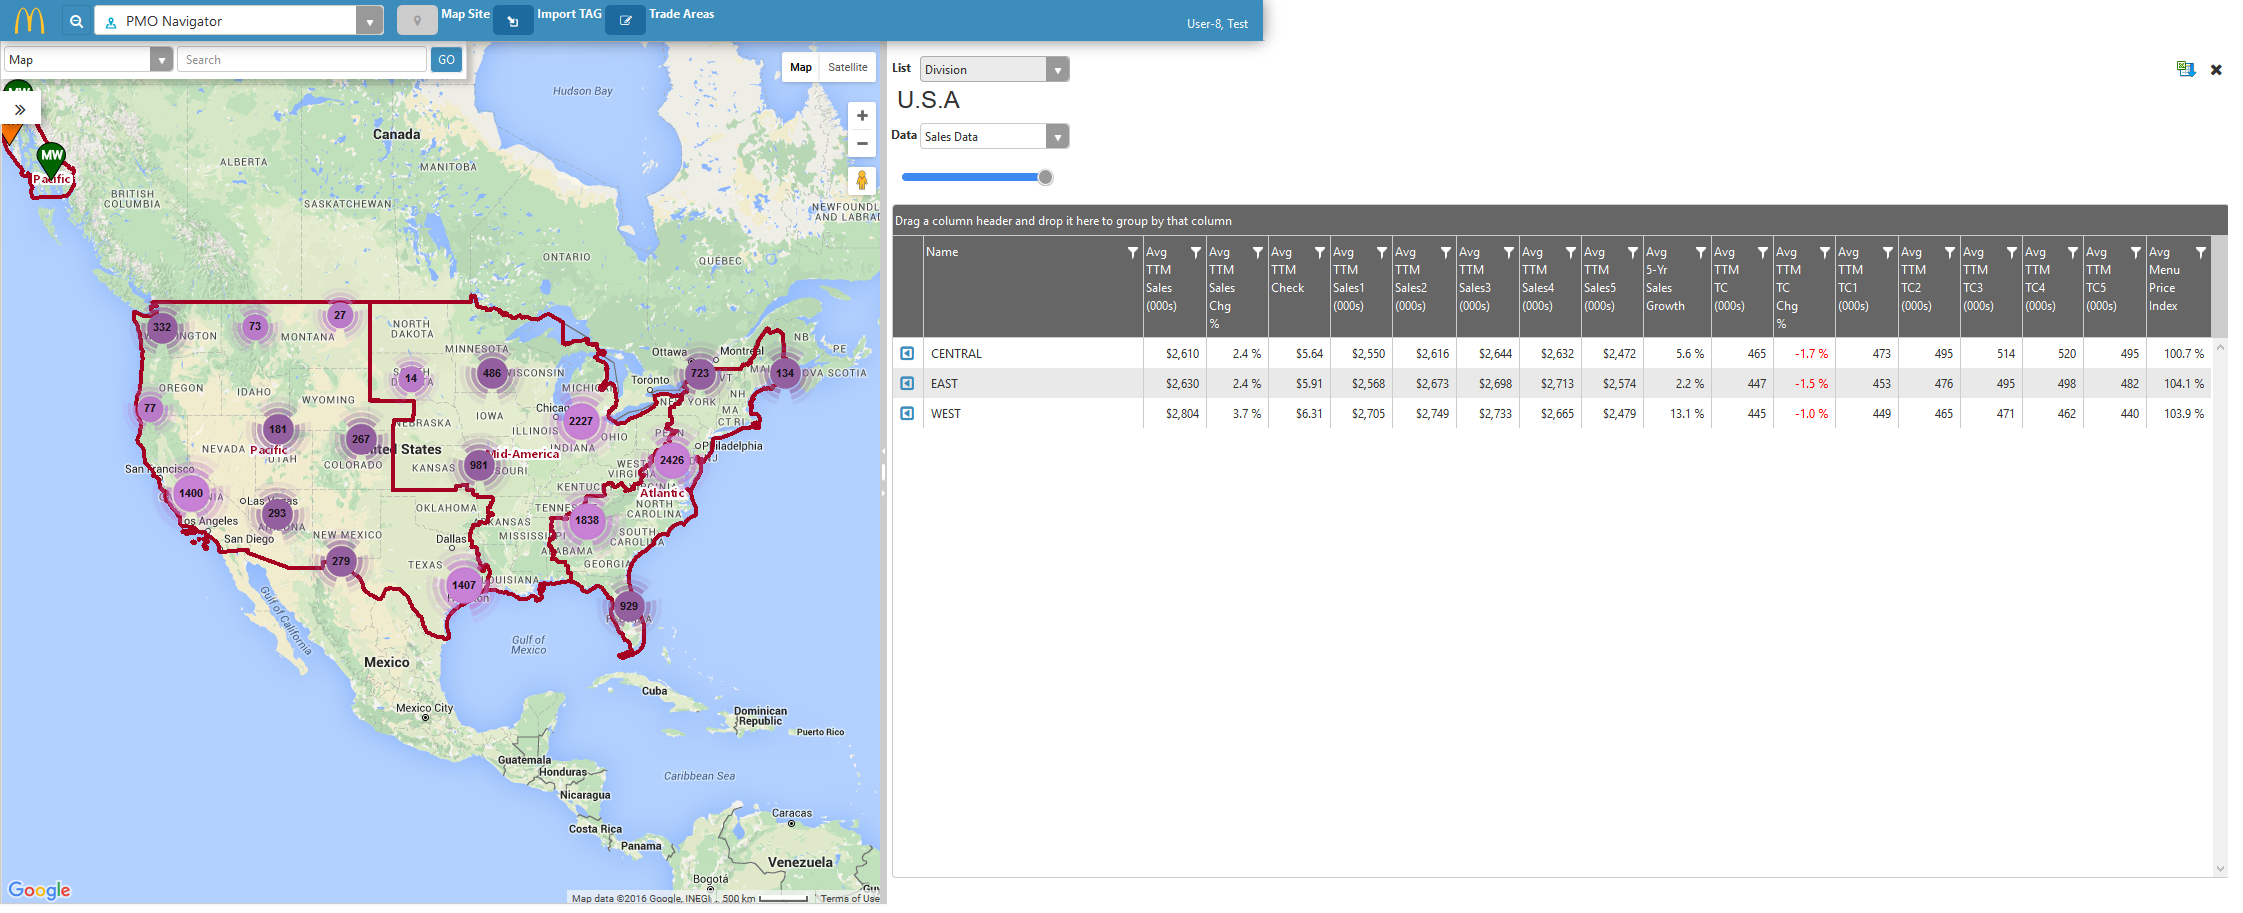 PMO Navigator
Map Site
Import TAG
Trade Areas
User-8, Test
Map
Search
GO
Map
Satellite
List
Division
U.S.A
Data
Sales Data
Drag a column header and drop it here to group by that column
Name
Avg TTM Sales (000s)
Avg TTM Sales Chg %
Avg TTM Check
Avg TTM Sales1 (000s)
Avg TTM Sales2 (000s)
Avg TTM Sales3 (000s)
Avg TTM Sales4 (000s)
Avg TTM Sales5 (000s)
Avg 5-Yr Sales Growth
Avg TTM TC (000s)
Avg TTM TC Chg %
Avg TTM TC1 (000s)
Avg TTM TC2 (000s)
Avg TTM TC3 (000s)
Avg TTM TC4 (000s)
Avg TTM TC5 (000s)
Avg Menu Price Index
CENTRAL $2,610 2.4 % $5.64 $2,550 $2,616 $2,644 $2,632 $2,472 5.6 % 465 -1.7 % 473 495 514 520 495 100.7 %
EAST $2,630 2.4 % $5.91 $2,568 $2,673 $2,698 $2,713 $2,574 2.2 % 447 -1.5 % 453 476 495 498 482 104.1 %
WEST $2,804 3.7 % $6.31 $2,705 $2,749 $2,733 $2,665 $2,479 13.1 % 445 -1.0 % 449 465 471 462 440 103.9 %
Hudson Bay
Canada
ALBERTA
MANITOBA
MW
Pacific
BRITISH
COLUMBIA
SASKATCHEWAN
NEWFOUNDL
AND LABRAD
ONTARIO
QUÉBEC
332
73
27
MONTANA
NORTH
DAKOTA
MINNESOTA
NB
PE
Ottawa
Montreal
NOVA SCOTIA
14
486
WISCONSIN
723
134
VT
Toronto
OREGON
IDAHO
WYOMING
NH
NEW YORK
MA
CT RI
77
IOWA
Chicago
ILLINOIS
2227
INDIANA
OHIO
181
267
NEVADA
Pacific
UTAH
United States
COLORADO
KANSAS
981
Mid-America
PENN
Philadelphia
NJ
2426
WEST
VIRGINIA
San Francisco
1400
Las Vegas
KENTUCKY
Atlantic
NORTH
CAROLINA
293
OKLAHOMA
1838
Los Angeles
San Diego
NEW MEXICO
Dallas
MISSISSIPPI
ALABAMA
SOUTH
CAROLINA
GEORGIA
279
TEXAS
1407
LOUISIANA
Houston
929
Gulf of
California
Gulf of
Mexico
Mexico
Cuba
Mexico City
Dominican
Republic
Puerto Rico
Guatemala
Honduras
Caribbean Sea
Nicaragua
Caracas
Costa Rica
Panama
Venezuela
Bogotá
Guy
Google
Map data ©2016 Google, INEGI
500 km
Terms of Use